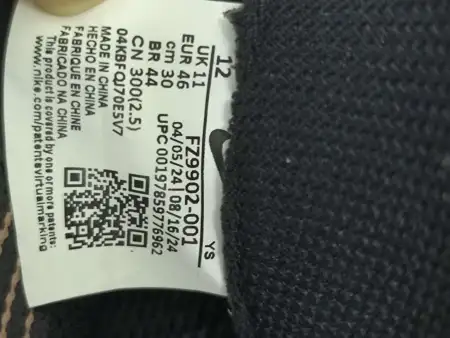 12
UK 11
EUR 46
cm 30
BR 44
CN 300(2.5)
04KBFQJ70E5V7
MADE IN CHINA
HECHO EN CHINA
FABRIQUE EN CHINE
FABRICADO NA CHINA
This product is covered by one or more patents:
www.nike.com/patentsvirtualmarking
YS
FZ9902-001
04/05/24 | 08/16/24
UPC 00197859776962